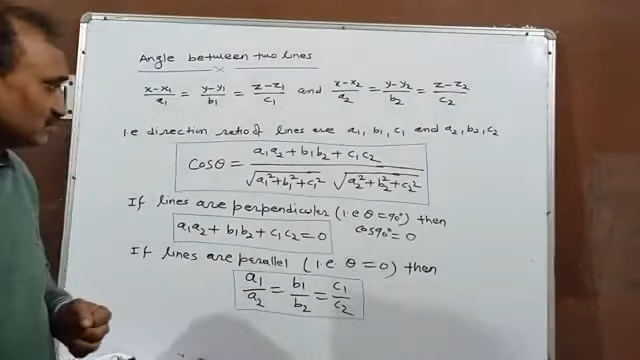 Angle between two lines
x-x₁/a₁ = y-y₁/b₁ = z-z₁/c₁ and x-x₂/a₂ = y-y₂/b₂ = z-z₂/c₂
i.e direction ratio of lines are a₁, b₁, c₁ and a₂, b₂, c₂
cosθ = a₁a₂+b₁b₂+c₁c₂ / √a₁²+b₁²+c₁² √a₂²+b₂²+c₂²
If lines are perpendicular (i.e θ=90°) then
a₁a₂+b₁b₂+c₁c₂=0 cos90°=0
If lines are parallel (i.e θ=0) then
a₁/a₂ = b₁/b₂ = c₁/c₂